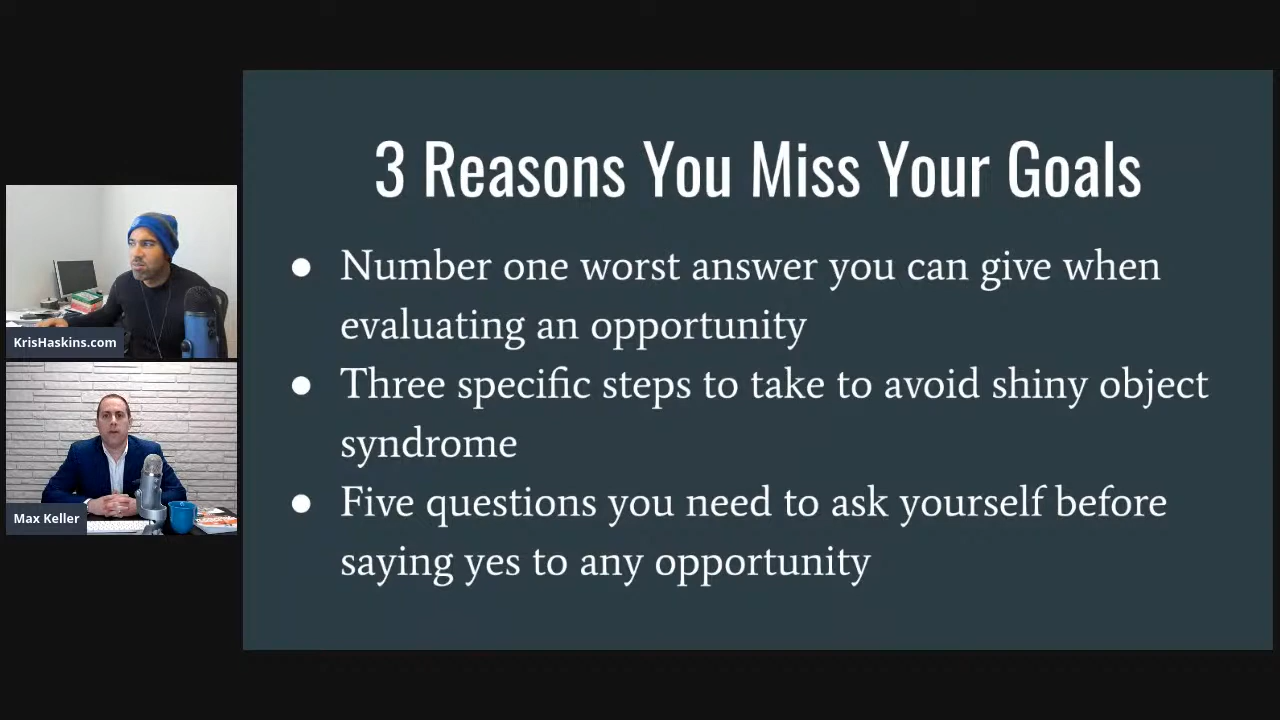 3 Reasons You Miss Your Goals
● Number one worst answer you can give when
evaluating an opportunity
● Three specific steps to take to avoid shiny object
syndrome
● Five questions you need to ask yourself before
saying yes to any opportunity
KrisHaskins.com
Max Keller